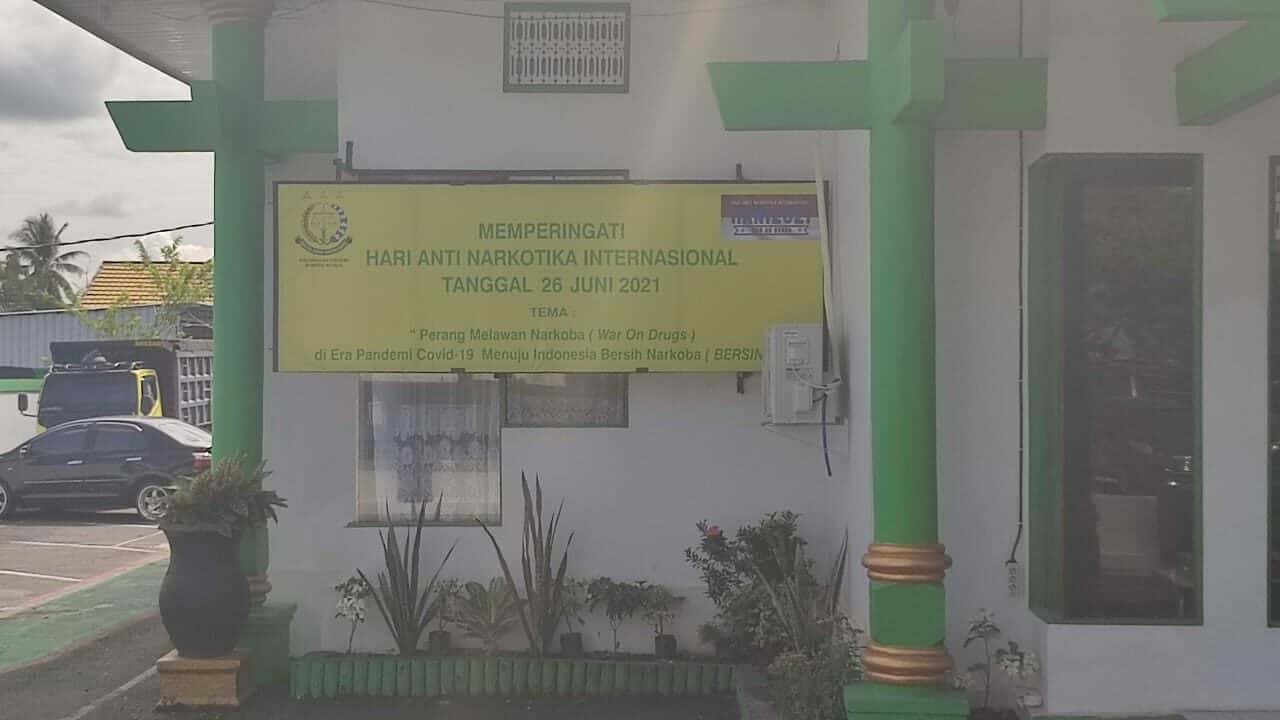 MEMPERINGATI
HARI ANTI NARKOTIKA INTERNASIONAL
TANGGAL 26 JUNI 2021
TEMA :
" Perang Melawan Narkoba ( War On Drugs )
di Era Pandemi Covid-19 Menuju Indonesia Bersih Narkoba ( BERSIN